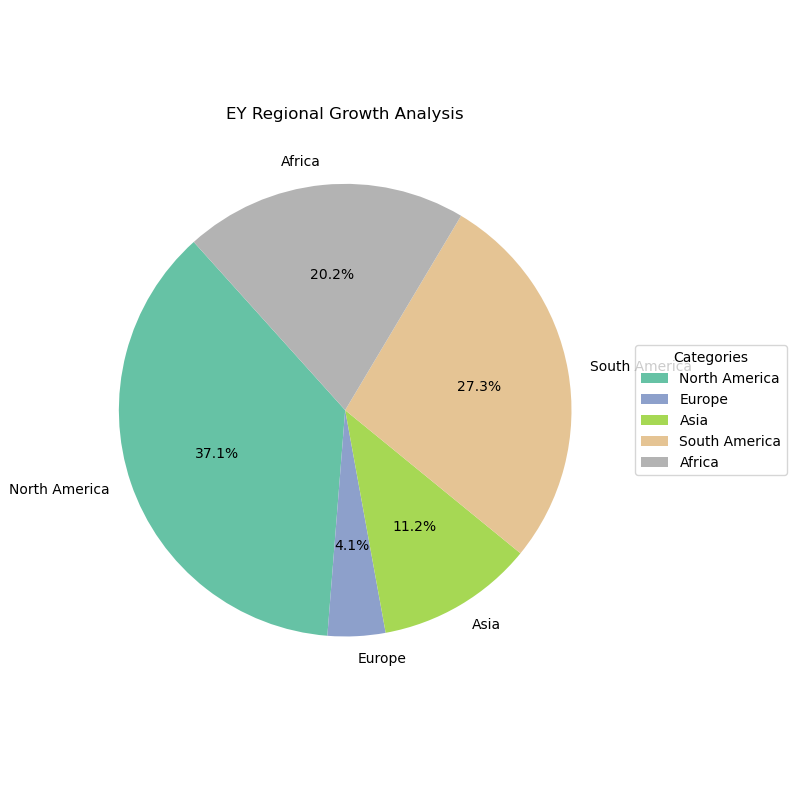 EY Regional Growth Analysis
Africa
20.2%
South America
27.3%
Categories
North America
Europe
Asia
South America
Africa
37.1%
North America
4.1%
11.2%
Asia
Europe